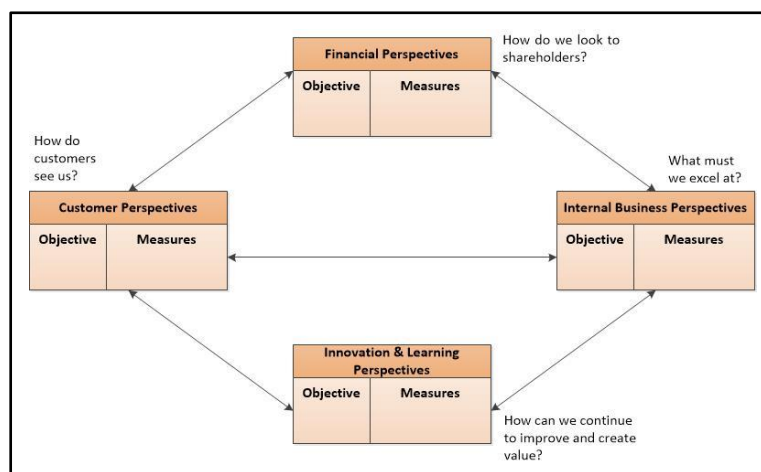 Financial Perspectives
How do we look to
shareholders?
Objective
Measures
How do
customers
see us?
What must
we excel at?
Customer Perspectives
Objective
Measures
Internal Business Perspectives
Objective
Measures
Innovation & Learning
Perspectives
Objective
Measures
How can we continue
to improve and create
value?